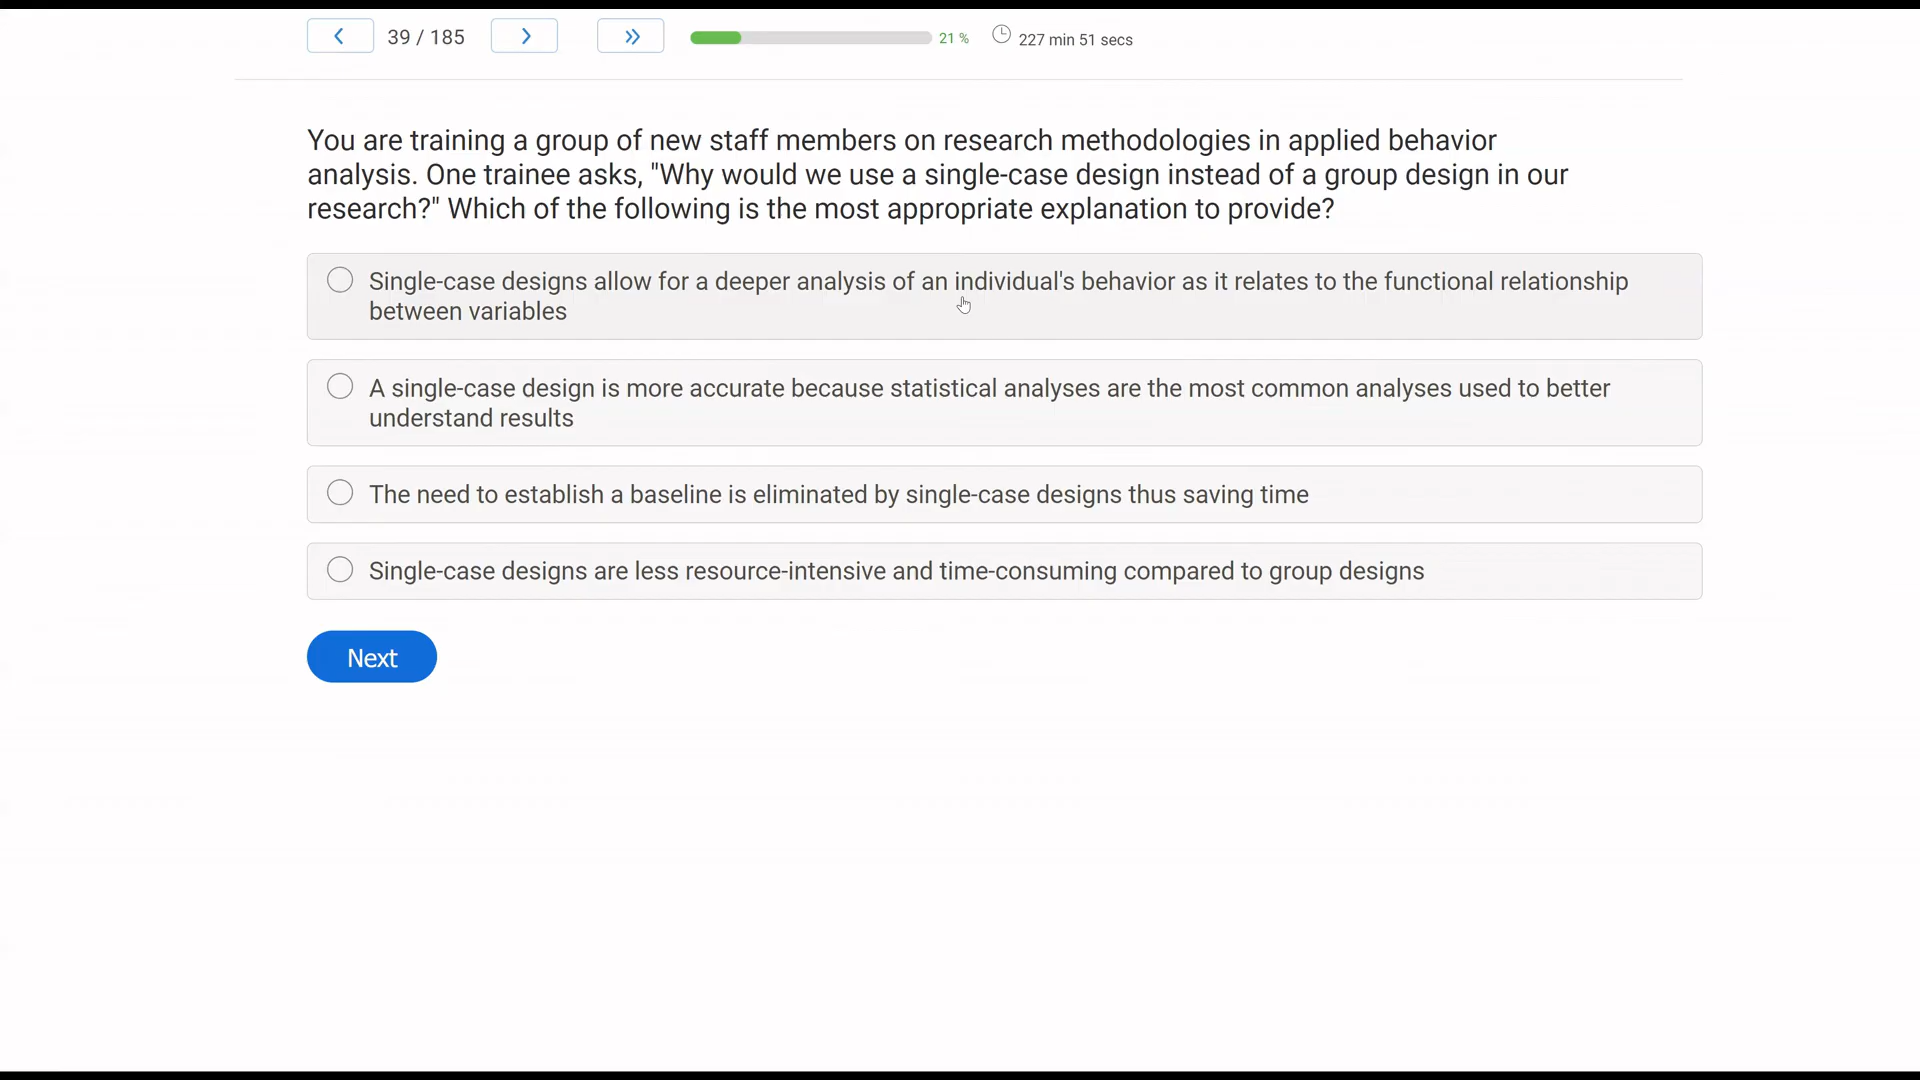 39 / 185
21 %
227 min 51 secs
You are training a group of new staff members on research methodologies in applied behavior
analysis. One trainee asks, "Why would we use a single-case design instead of a group design in our
research?" Which of the following is the most appropriate explanation to provide?
Single-case designs allow for a deeper analysis of an individual's behavior as it relates to the functional relationship
between variables
A single-case design is more accurate because statistical analyses are the most common analyses used to better
understand results
The need to establish a baseline is eliminated by single-case designs thus saving time
Single-case designs are less resource-intensive and time-consuming compared to group designs
Next